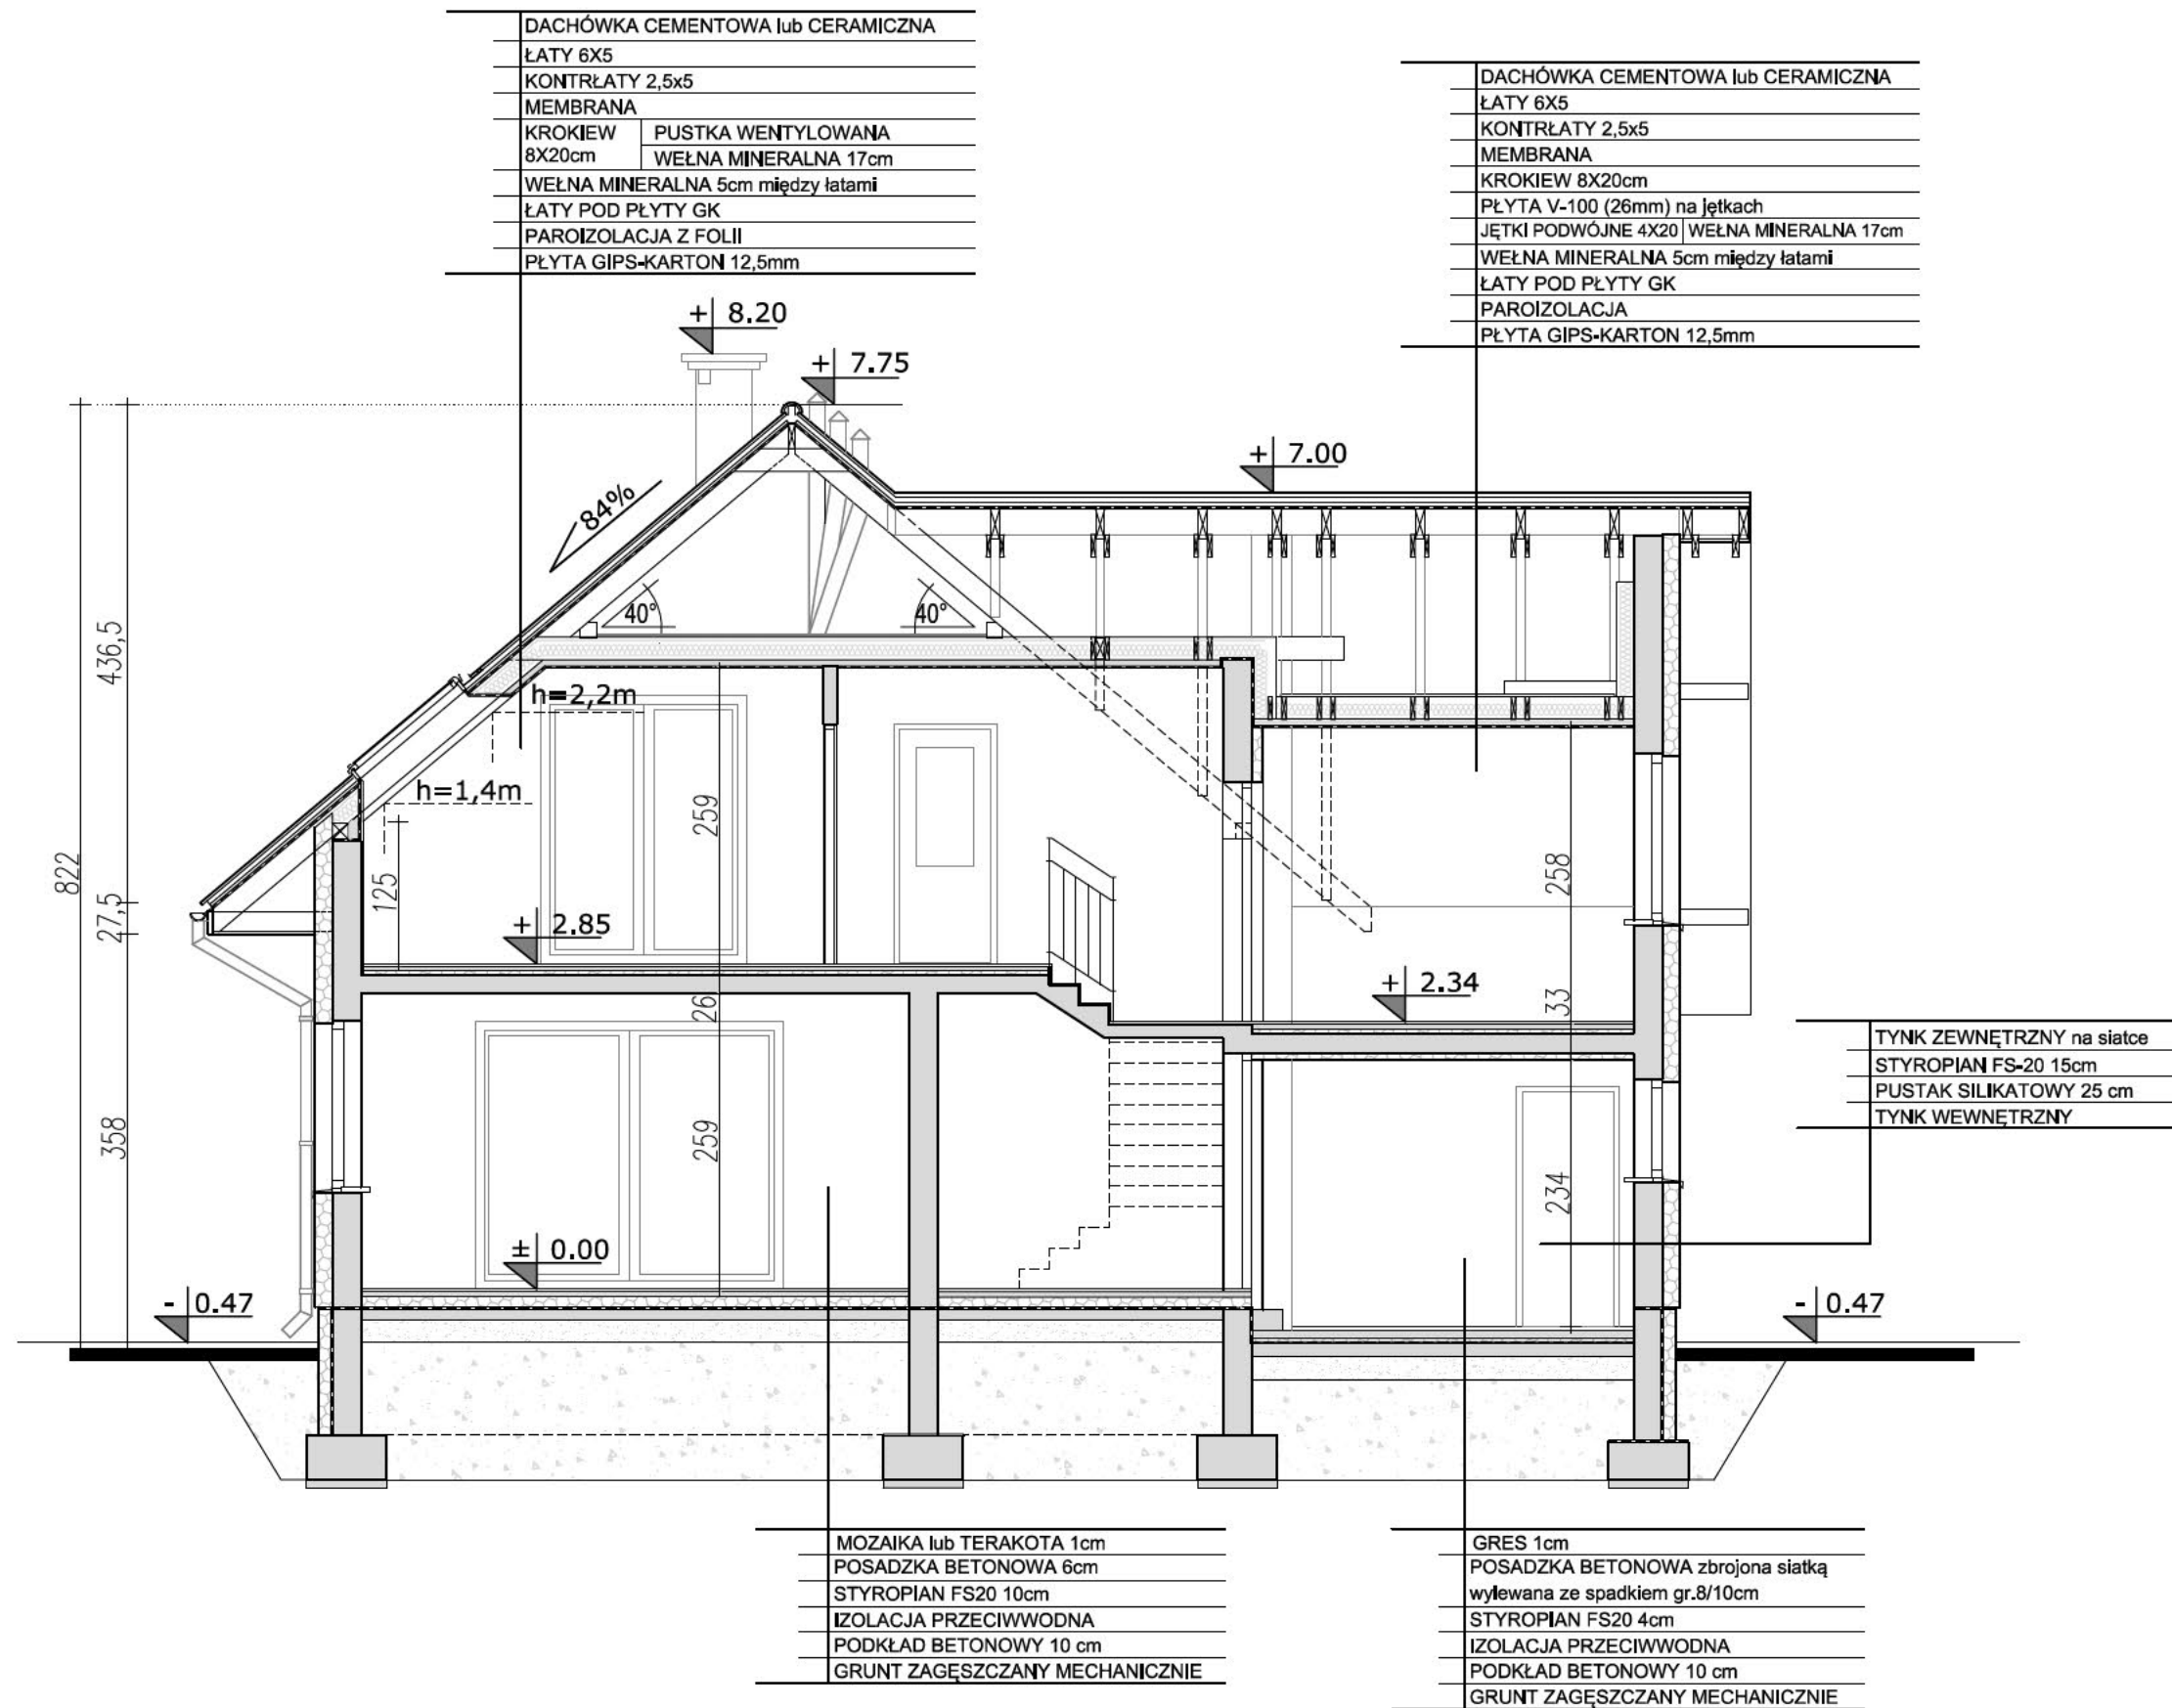 DACHÓWKA CEMENTOWA lub CERAMICZNA
ŁATY 6X5
KONTRŁATY 2,5x5
MEMBRANA
KROKIEW 8X20cm
PUSTKA WENTYLOWANA
WEŁNA MINERALNA 17cm
WEŁNA MINERALNA 5cm między łatami
ŁATY POD PŁYTY GK
PAROIZOLACJA Z FOLII
PŁYTA GIPS-KARTON 12,5mm
DACHÓWKA CEMENTOWA lub CERAMICZNA
ŁATY 6X5
KONTRŁATY 2,5x5
MEMBRANA
KROKIEW 8X20cm
PŁYTA V-100 (26mm) na jętkach
JĘTKI PODWÓJNE 4X20 WEŁNA MINERALNA 17cm
WEŁNA MINERALNA 5cm między łatami
ŁATY POD PŁYTY GK
PAROIZOLACJA
PŁYTA GIPS-KARTON 12,5mm
+ 8.20
+ 7.75
+ 7.00
84%
40°
40°
436,5
h=2,2m
h=1,4m
259
822
125
258
27,5
+ 2.85
+ 2.34
26
33
358
259
234
± 0.00
- 0.47
- 0.47
TYNK ZEWNĘTRZNY na siatce
STYROPIAN FS-20 15cm
PUSTAK SILIKATOWY 25 cm
TYNK WEWNĘTRZNY
MOZAIKA lub TERAKOTA 1cm
POSADZKA BETONOWA 6cm
STYROPIAN FS20 10cm
IZOLACJA PRZECIWWODNA
PODKŁAD BETONOWY 10 cm
GRUNT ZAGĘSZCZANY MECHANICZNIE
GRES 1cm
POSADZKA BETONOWA zbrojona siatką
wylewana ze spadkiem gr.8/10cm
STYROPIAN FS20 4cm
IZOLACJA PRZECIWWODNA
PODKŁAD BETONOWY 10 cm
GRUNT ZAGĘSZCZANY MECHANICZNIE